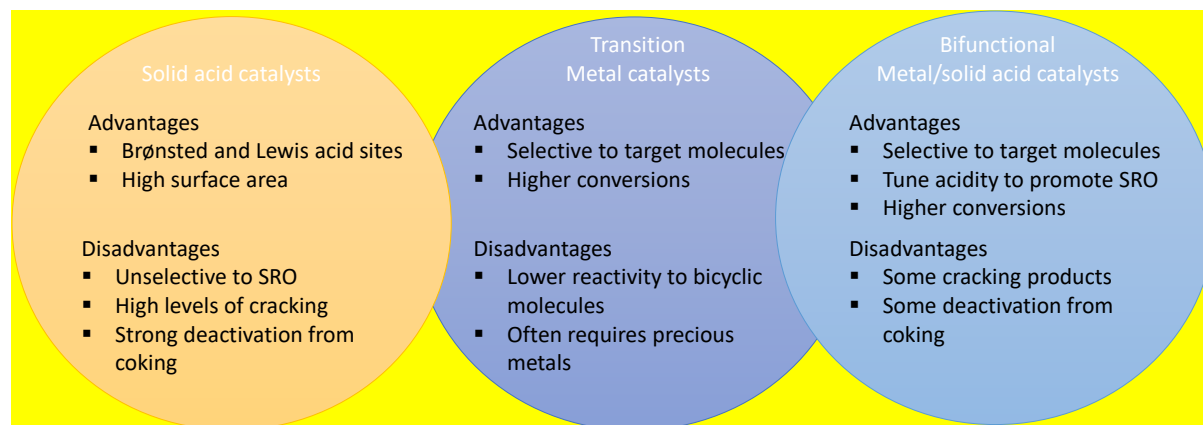 Solid acid catalysts
Advantages
▪ Brønsted and Lewis acid sites
▪ High surface area
Disadvantages
▪ Unselective to SRO
▪ High levels of cracking
▪ Strong deactivation from
coking
Transition
Metal catalysts
Advantages
▪ Selective to target molecules
▪ Higher conversions
Disadvantages
▪ Lower reactivity to bicyclic
molecules
▪ Often requires precious
metals
Bifunctional
Metal/solid acid catalysts
Advantages
▪ Selective to target molecules
▪ Tune acidity to promote SRO
▪ Higher conversions
Disadvantages
▪ Some cracking products
▪ Some deactivation from
coking